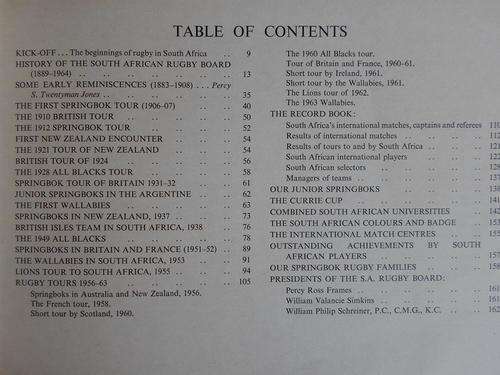 TABLE OF CONTENTS
KICK-OFF . . . The beginnings of rugby in South Africa .. 9
HISTORY OF THE SOUTH AFRICAN RUGBY BOARD
(1889–1964) .. .. .. .. .. .. .. 13
SOME EARLY REMINISCENCES (1883–1908) . . . Percy
S. Twentyman Jones .. .. .. .. .. .. 35
THE FIRST SPRINGBOK TOUR (1906-07) .. .. .. 40
THE 1910 BRITISH TOUR .. .. .. .. .. 50
THE 1912 SPRINGBOK TOUR .. .. .. .. 52
FIRST NEW ZEALAND ENCOUNTER .. .. .. 54
THE 1921 TOUR OF NEW ZEALAND .. .. .. 54
BRITISH TOUR OF 1924 .. .. .. .. .. 56
THE 1928 ALL BLACKS TOUR .. .. .. .. 58
SPRINGBOK TOUR OF BRITAIN 1931–32 .. .. 61
JUNIOR SPRINGBOKS IN THE ARGENTINE .. .. 62
THE FIRST WALLABIES .. .. .. .. .. 63
SPRINGBOKS IN NEW ZEALAND, 1937 .. .. .. 73
BRITISH ISLES TEAM IN SOUTH AFRICA, 1938 .. 76
THE 1949 ALL BLACKS .. .. .. .. .. 78
SPRINGBOKS IN BRITAIN AND FRANCE (1951–52) .. 89
THE WALLABIES IN SOUTH AFRICA, 1953 .. .. 91
LIONS TOUR TO SOUTH AFRICA, 1955 .. .. .. 94
RUGBY TOURS 1956–63 .. .. .. .. .. 105
Springboks in Australia and New Zealand, 1956.
The French tour, 1958.
Short tour by Scotland, 1960.
The 1960 All Blacks tour.
Tour of Britain and France, 1960–61.
Short tour by Ireland, 1961.
Short tour by the Wallabies, 1961.
The Lions tour of 1962.
The 1963 Wallabies.
THE RECORD BOOK:
South Africa's international matches, captains and referees
Results of international matches .. .. ..
Results of tours to and by South Africa .. ..
South African international players .. ..
South African selectors .. .. .. ..
Managers of teams .. .. .. .. ..
OUR JUNIOR SPRINGBOKS .. .. .. ..
THE CURRIE CUP .. .. .. .. .. ..
COMBINED SOUTH AFRICAN UNIVERSITIES ..
THE SOUTH AFRICAN COLOURS AND BADGE ..
THE INTERNATIONAL MATCH CENTRES .. ..
OUTSTANDING ACHIEVEMENTS BY SOUTH
AFRICAN PLAYERS .. .. .. .. ..
OUR SPRINGBOK RUGBY FAMILIES .. .. ..
PRESIDENTS OF THE S.A. RUGBY BOARD:
Percy Ross Frames .. .. .. .. ..
William Valancie Simkins .. .. .. ..
William Philip Schreiner, P.C., C.M.G., K.C. .. ..